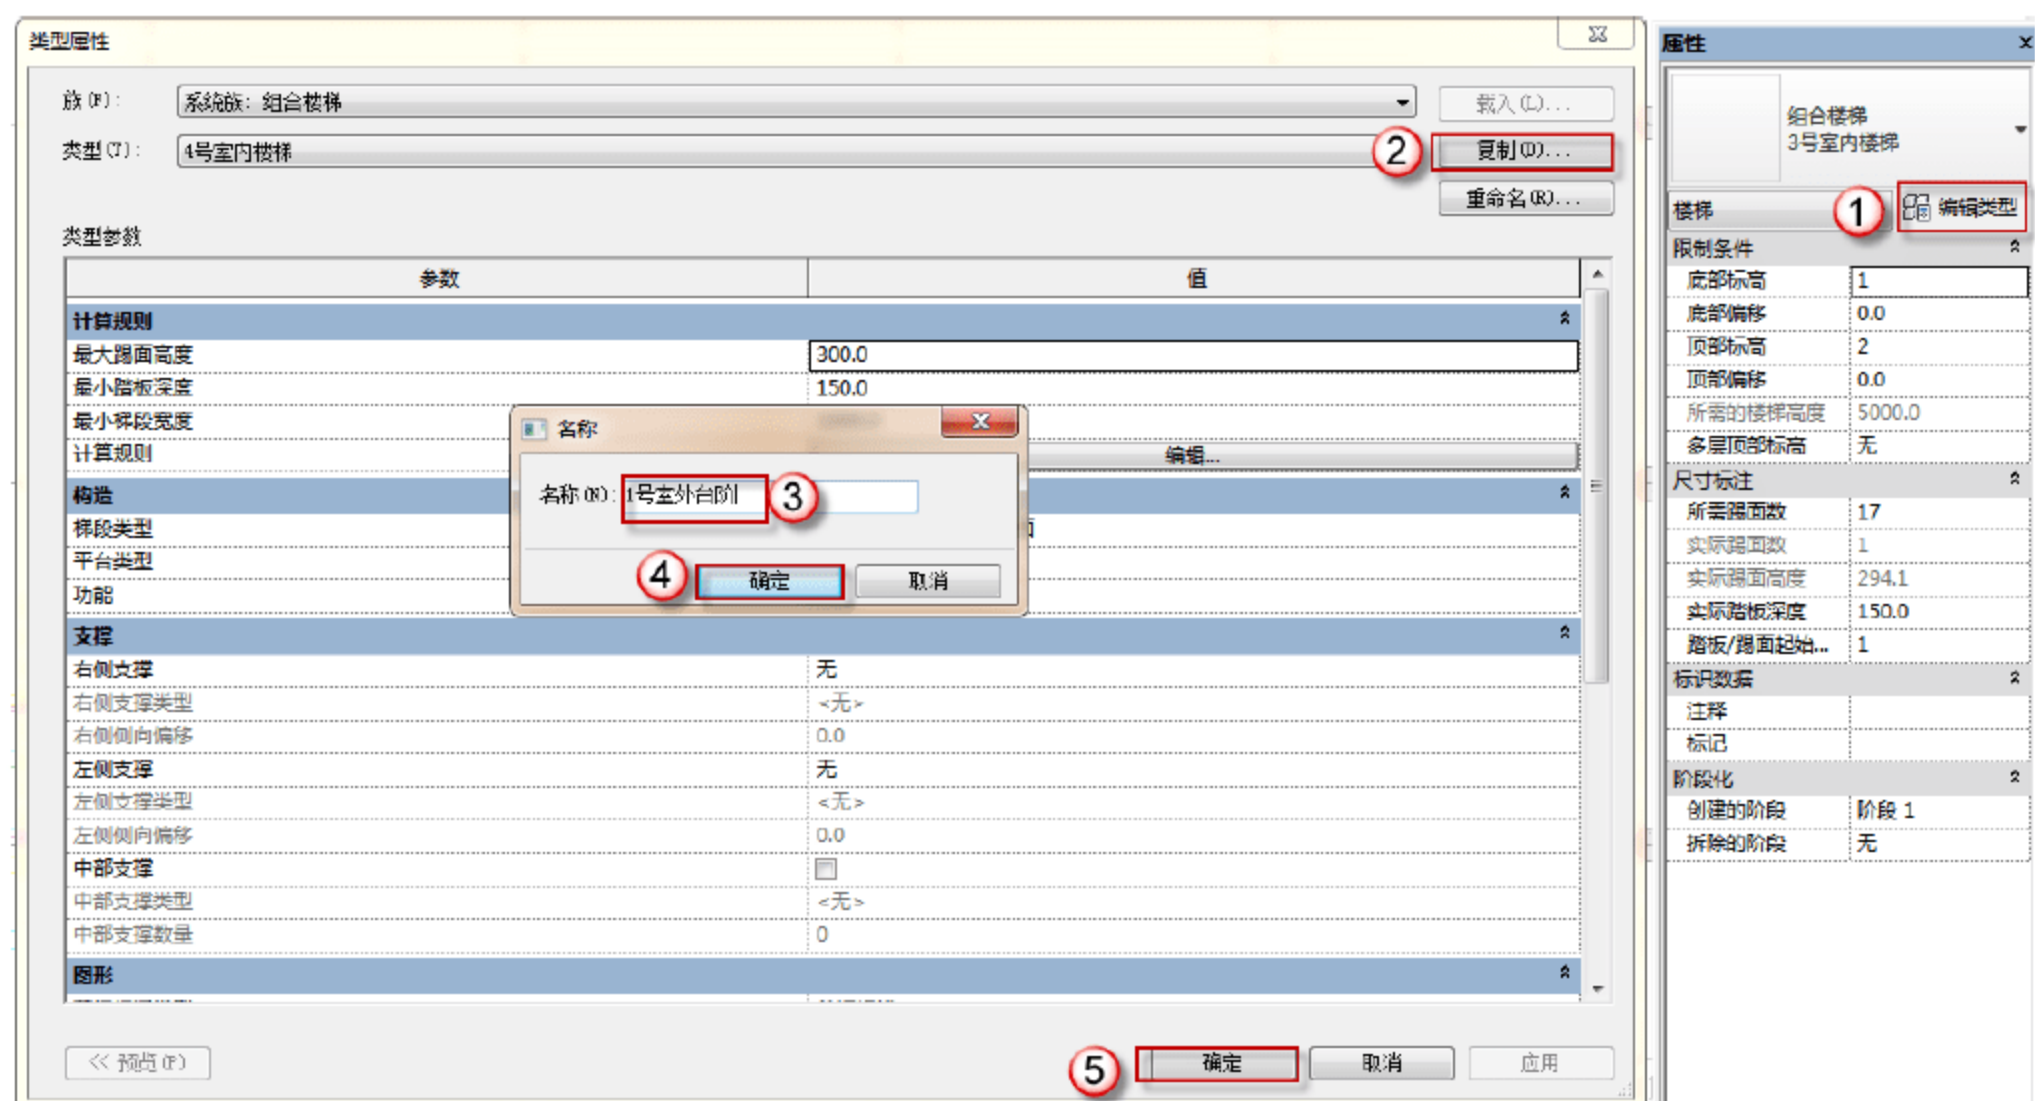 类型属性
族(F):
系统族: 组合楼梯
载入(L)...
类型(T):
4号室内楼梯
2
复制(D)...
重命名(R)...
类型参数
参数
值
计算规则
最大踢面高度
300.0
最小踏板深度
150.0
最小梯段宽度
计算规则
编辑...
构造
梯段类型
平台类型
功能
支撑
右侧支撑
无
右侧支撑类型
<无>
右侧侧向偏移
0.0
左侧支撑
无
左侧支撑类型
<无>
左侧侧向偏移
0.0
中部支撑
中部支撑类型
<无>
中部支撑数量
0
图形
<< 预览(P)
5
确定
取消
应用
名称
名称(N):
1号室外台阶
3
4
确定
取消
属性
组合楼梯
3号室内楼梯
楼梯
1
编辑类型
限制条件
底部标高
1
底部偏移
0.0
顶部标高
2
顶部偏移
0.0
所需的楼梯高度
5000.0
多层顶部标高
无
尺寸标注
所需踢面数
17
实际踢面数
1
实际踢面高度
294.1
实际踏板深度
150.0
踏板/踢面起始...
1
标识数据
注释
标记
阶段化
创建的阶段
阶段 1
拆除的阶段
无